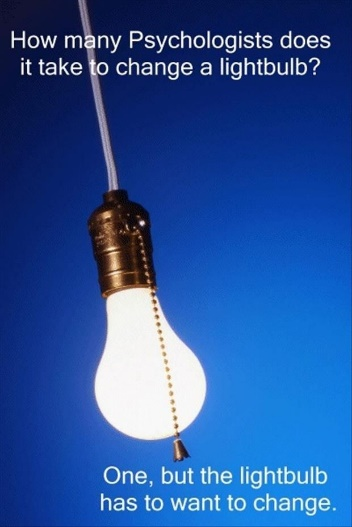 How many Psychologists does
it take to change a lightbulb?
One, but the lightbulb
has to want to change.